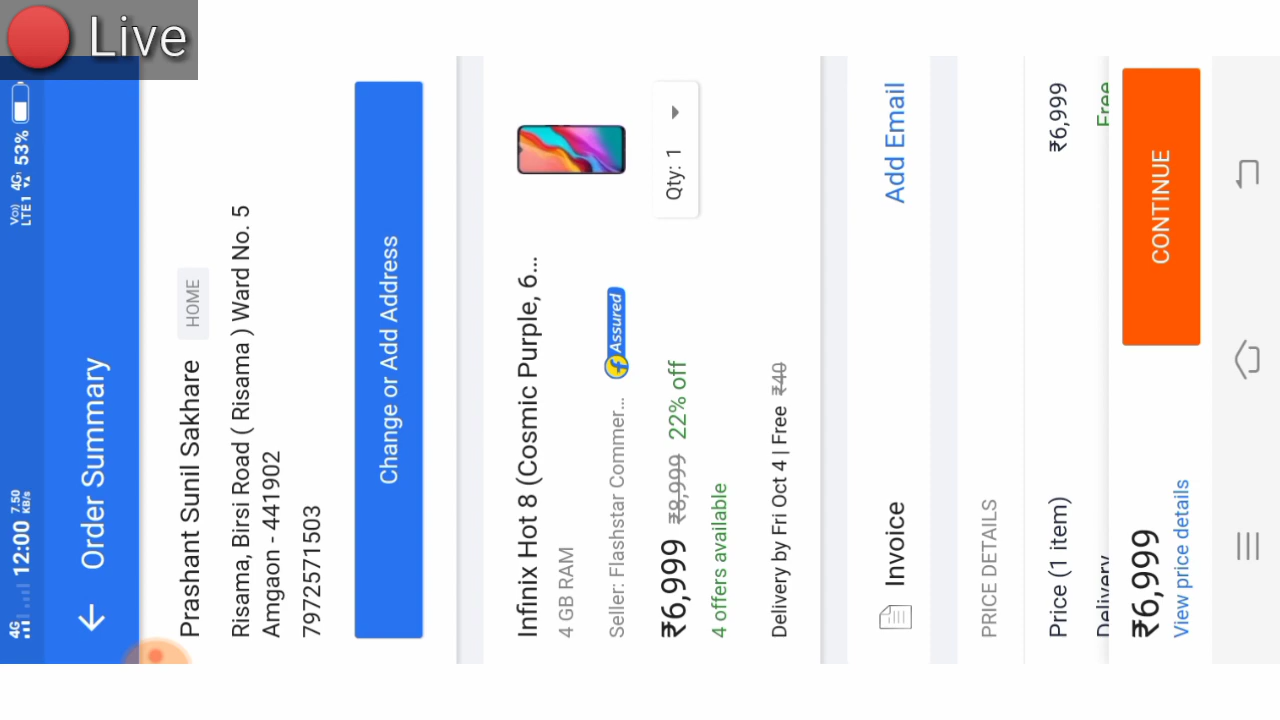 Live
4G 12:00 7.50 KB/s VoLTE LTE1 4G 53%
Order Summary
Prashant Sunil Sakhare HOME
Risama, Birsi Road ( Risama ) Ward No. 5
Amgaon - 441902
7972571503
Change or Add Address
Infinix Hot 8 (Cosmic Purple, 6...
4 GB RAM
Seller: Flashstar Commer... Assured
₹6,999 ₹8,999 22% off
Qty: 1
4 offers available
Delivery by Fri Oct 4 | Free ₹40
Invoice Add Email
PRICE DETAILS
Price (1 item) ₹6,999
Delivery Free
₹6,999
View price details
CONTINUE